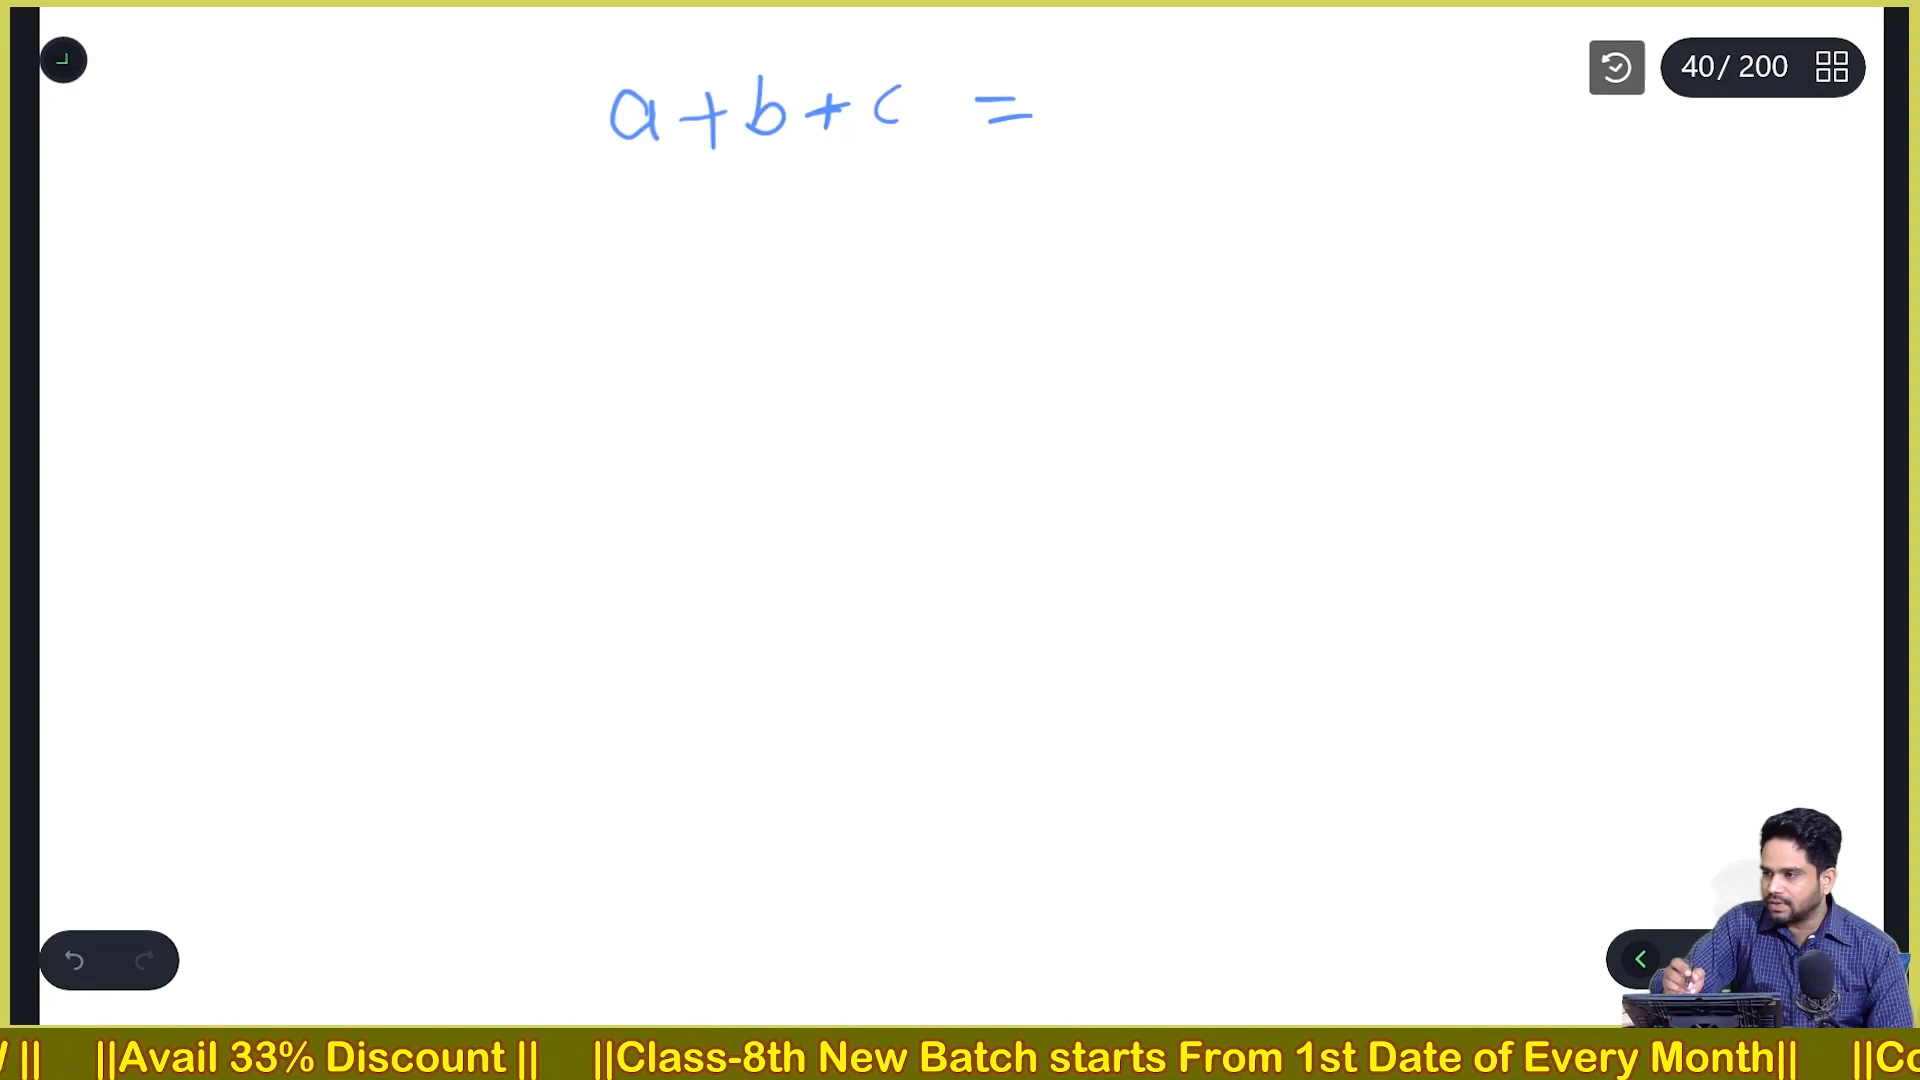 40/ 200
a + b + c =
/ || ||Avail 33% Discount || ||Class-8th New Batch starts From 1st Date of Every Month|| ||Co